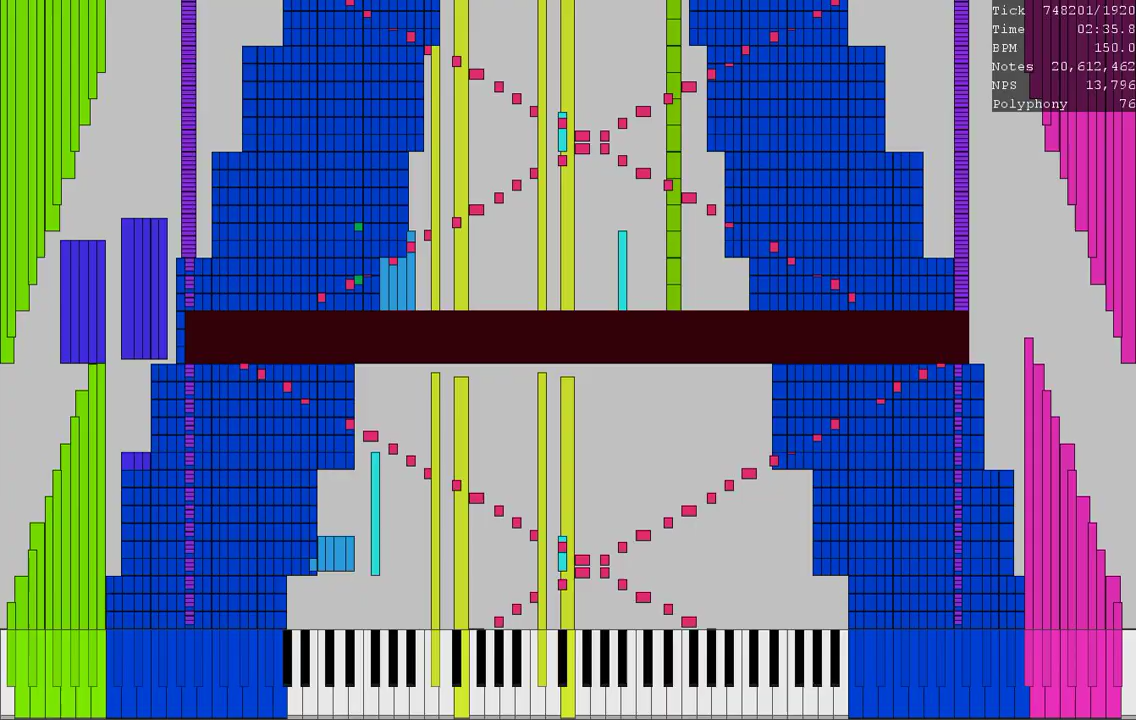 Tick 748201/1920
Time 02:35.8
BPM 150.0
Notes 20,612,462
NPS 13,796
Polyphony 76